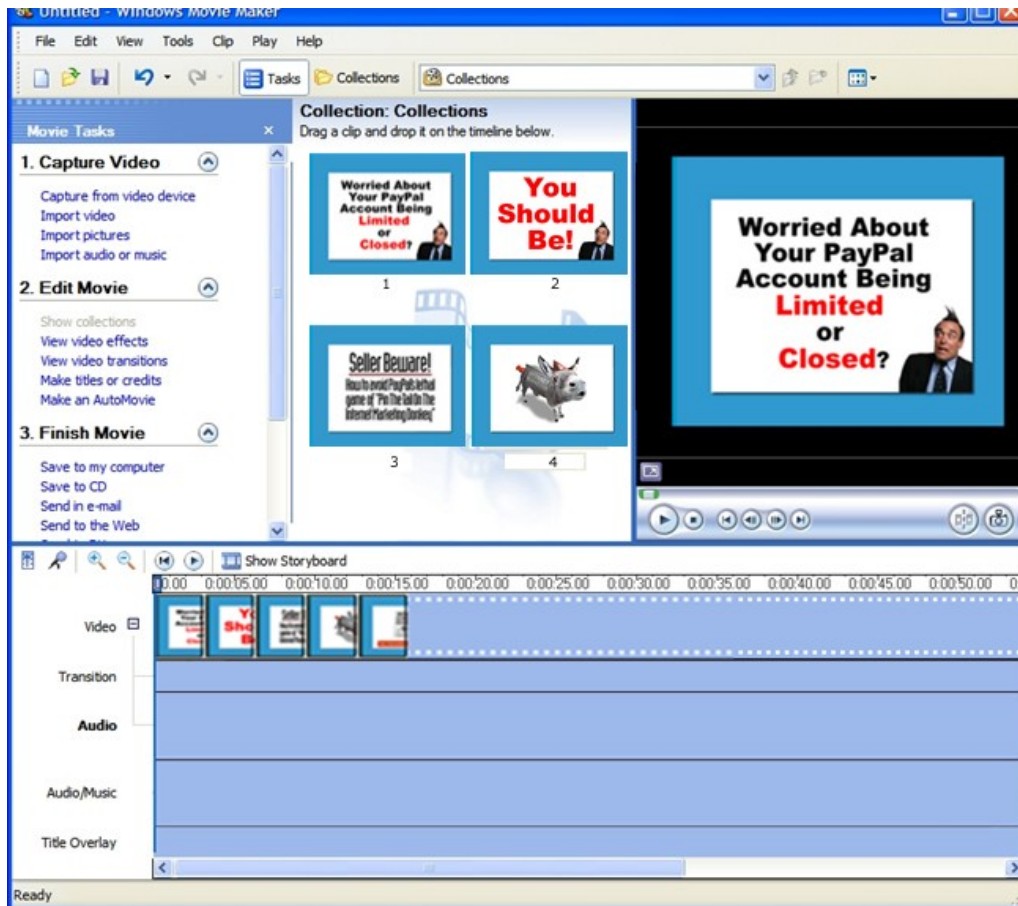 Untitled - Windows Movie Maker
File Edit View Tools Clip Play Help
Tasks Collections Collections
Movie Tasks
1. Capture Video
Capture from video device
Import video
Import pictures
Import audio or music
2. Edit Movie
Show collections
View video effects
View video transitions
Make titles or credits
Make an AutoMovie
3. Finish Movie
Save to my computer
Save to CD
Send in e-mail
Send to the Web
Collection: Collections
Drag a clip and drop it on the timeline below.
Worried About
Your PayPal
Account Being
Limited
or
Closed?
1
You
Should
Be!
2
Seller Beware!
How to avoid PayPals lethal
game of "Pin The Tail On The
Internet Marketing Donkey"
3
4
Worried About
Your PayPal
Account Being
Limited
or
Closed?
Show Storyboard
0:00:05.00 0:00:10.00 0:00:15.00 0:00:20.00 0:00:25.00 0:00:30.00 0:00:35.00 0:00:40.00 0:00:45.00 0:00:50.00
Video
Transition
Audio
Audio/Music
Title Overlay
Ready